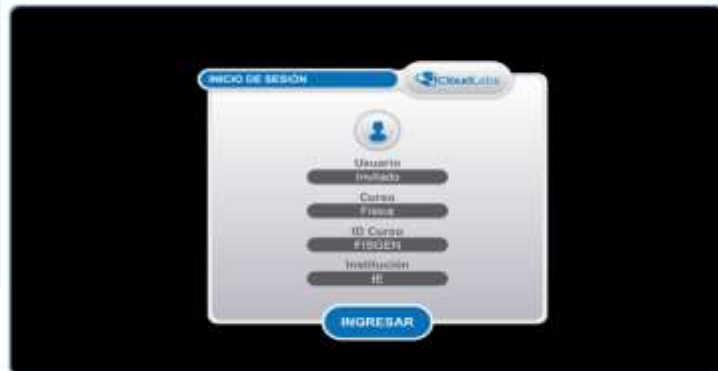 INICIO DE SESIÓN
CloudLabs
Usuario
Invitado
Curso
Física
ID Curso
FISGEN
Institución
IE
INGRESAR